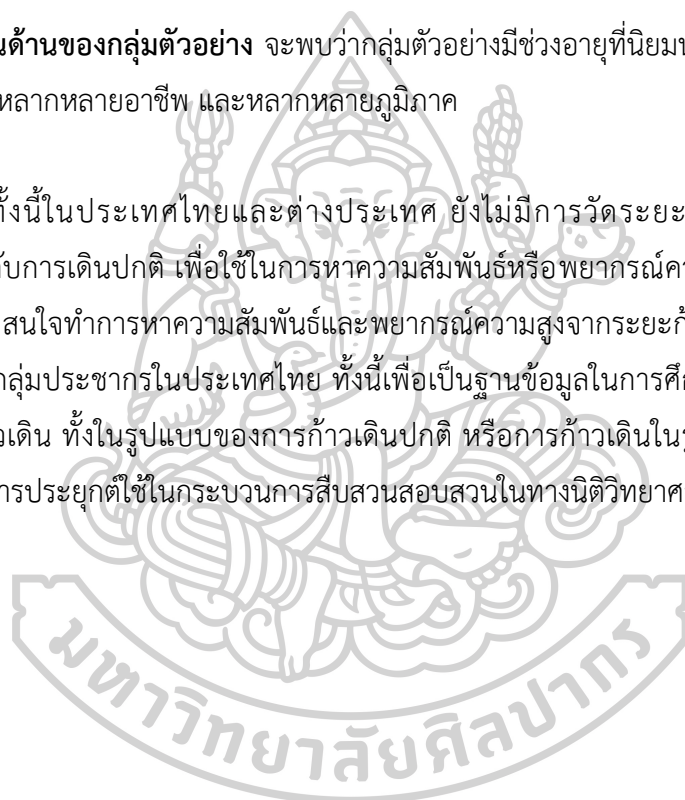 นด้านของกลุ่มตัวอย่าง จะพบว่ากลุ่มตัวอย่างมีช่วงอายุที่นิยม
หลากหลายอาชีพ และหลากหลายภูมิภาค
ทั้งนี้ในประเทศไทยและต่างประเทศ ยังไม่มีการวัดระยะ
กับการเดินปกติ เพื่อใช้ในการหาความสัมพันธ์หรือพยากรณ์ค
สนใจทำการหาความสัมพันธ์และพยากรณ์ความสูงจากระยะก้
กลุ่มประชากรในประเทศไทย ทั้งนี้เพื่อเป็นฐานข้อมูลในการศึ
วเดิน ทั้งในรูปแบบของการก้าวเดินปกติ หรือการก้าวเดินในรู
การประยุกต์ใช้ในกระบวนการสืบสวนสอบสวนในทางนิติวิทยาศ
มหาวิทยาลัยศิลปากร